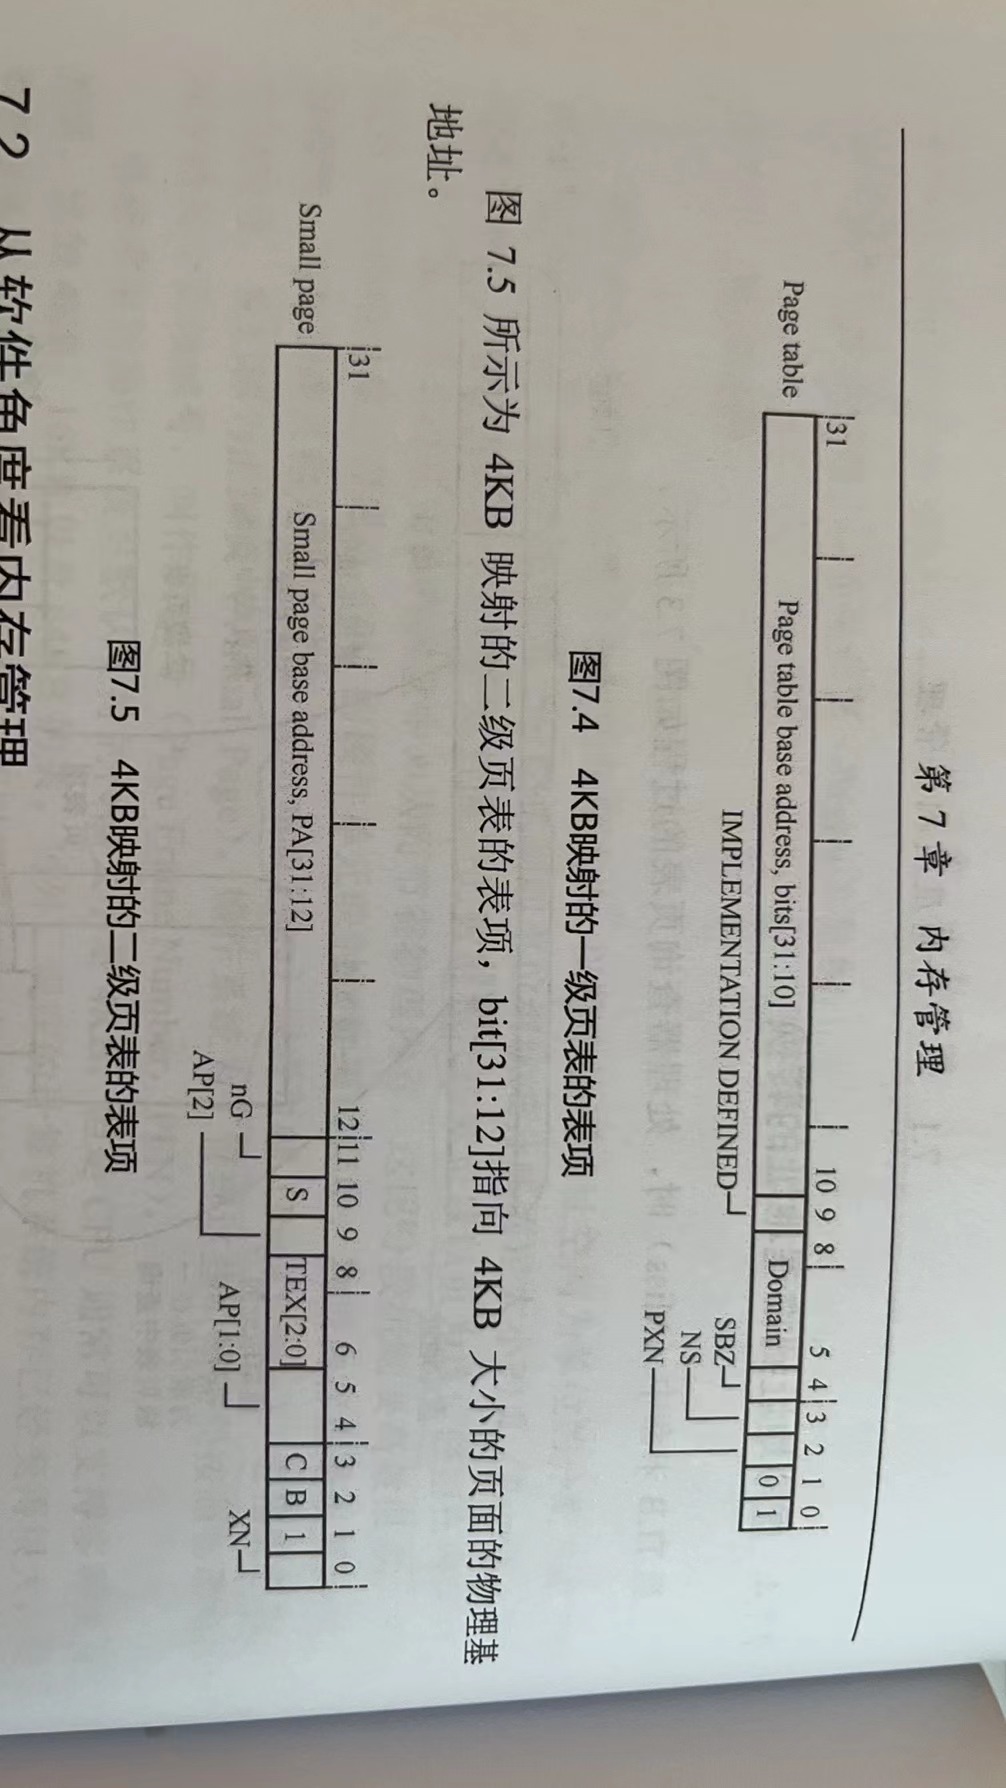 第 7 章 内存管理
31 10 9 8 5 4 3 2 1 0
Page table Page table base address, bits[31:10] Domain 0 1
IMPLEMENTATION DEFINED
SBZ
NS
PXN
图7.4 4KB映射的一级页表的表项
图 7.5 所示为 4KB 映射的二级页表的表项，bit[31:12]指向 4KB 大小的页面的物理基
地址。
31 12 11 10 9 8 6 5 4 3 2 1 0
Small page Small page base address, PA[31:12] S TEX[2:0] C B 1
nG AP[1:0] XN
AP[2]
图7.5 4KB映射的二级页表的表项
7.2 从软件角度看内存管理